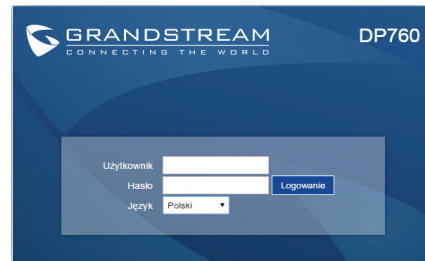 GRANDSTREAM
CONNECTING THE WORLD
DP760
Użytkownik
Hasło
Logowanie
Język
Polski